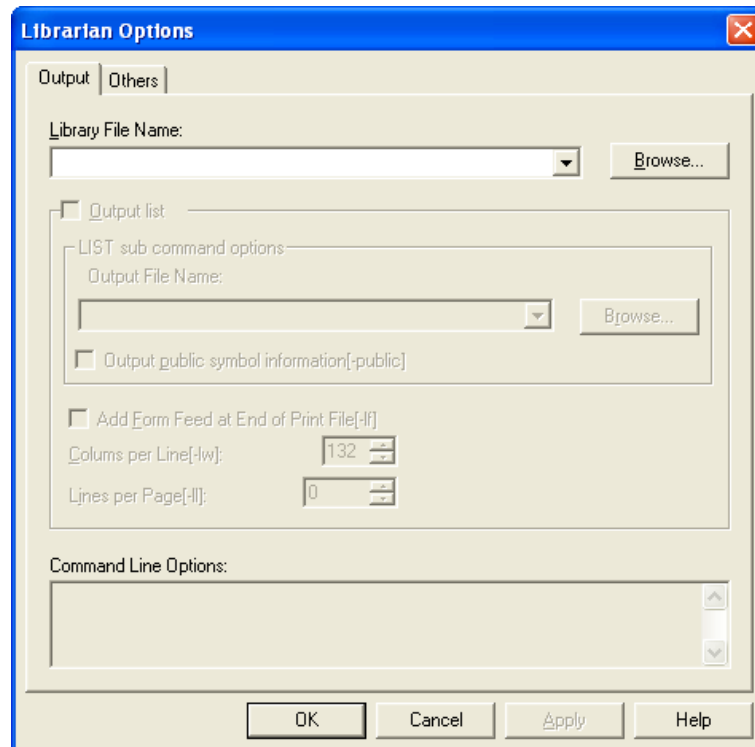 Librarian Options
Output Others
Library File Name:
Browse...
Output list
LIST sub command options
Output File Name:
Browse...
Output public symbol information[-public]
Add Form Feed at End of Print File[-lf]
Colums per Line[-lw]: 132
Lines per Page[-ll]: 0
Command Line Options:
OK Cancel Apply Help